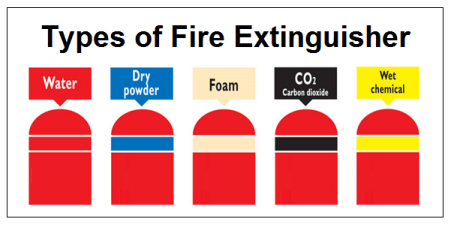 Types of Fire Extinguisher
Water
Dry
powder
Foam
CO₂
Carbon dioxide
Wet
chemical